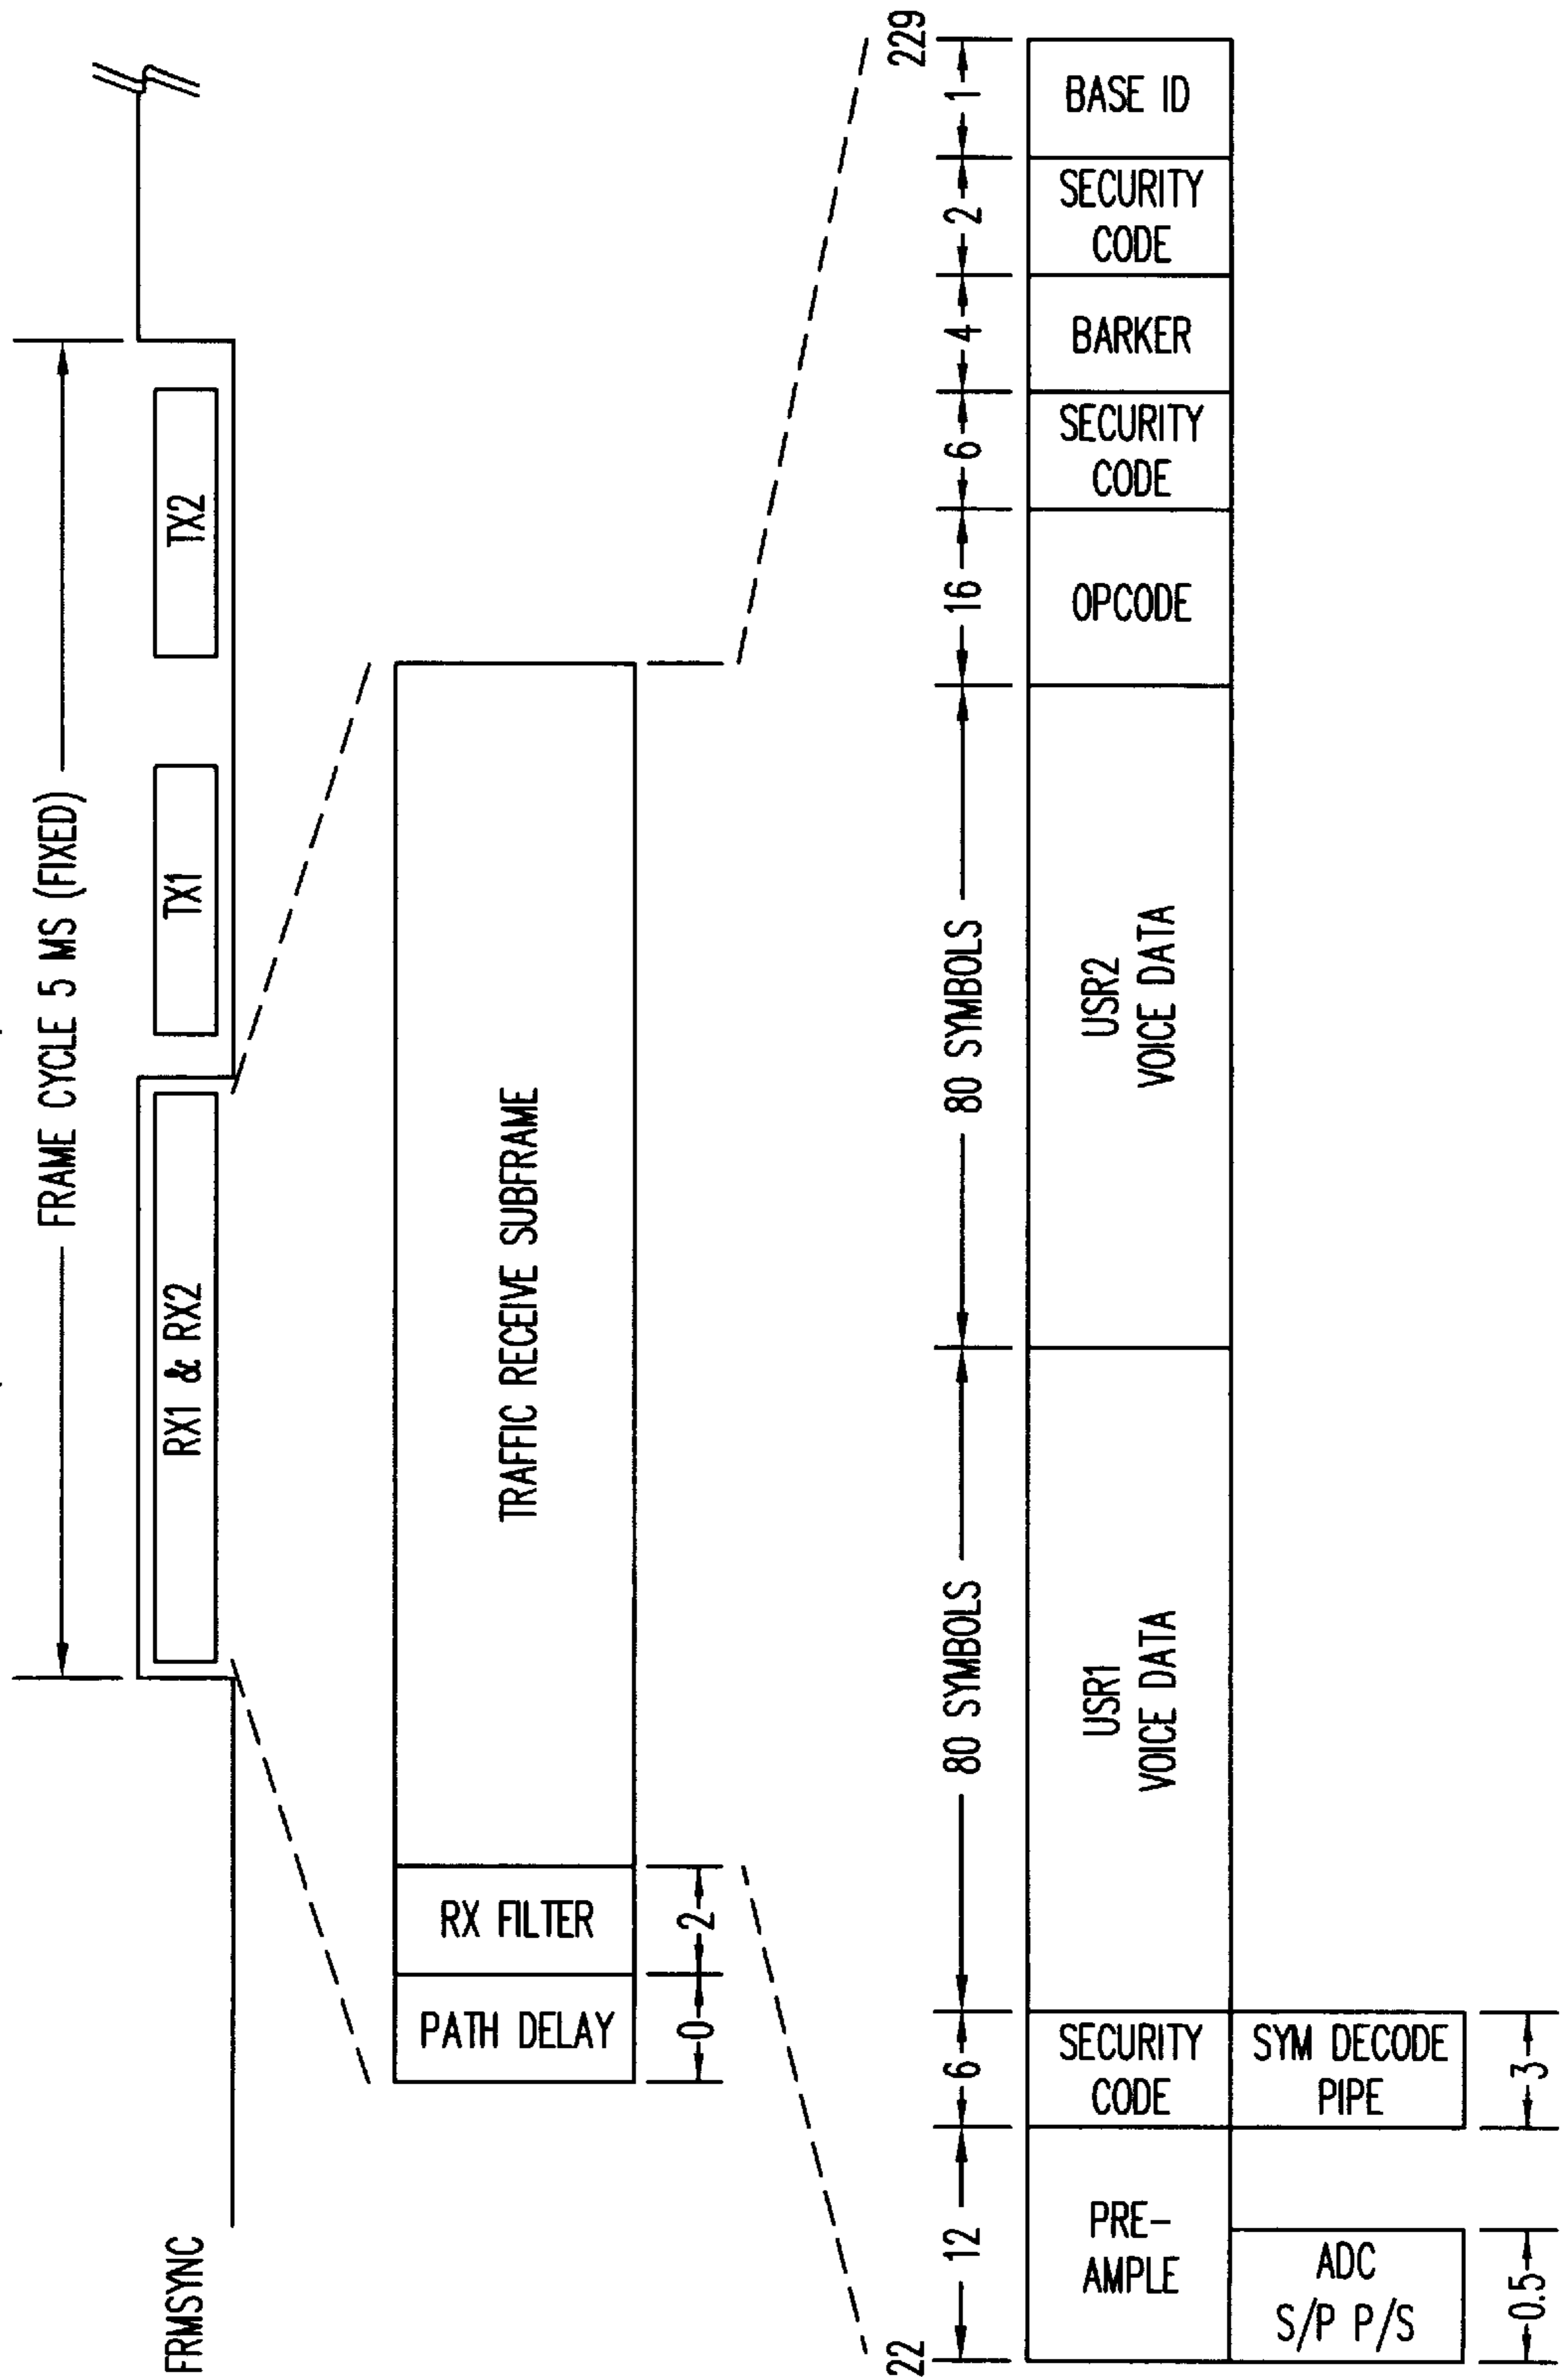 FRAME CYCLE 5 MS (FIXED)
FRMSYNC
RX1 & RX2
TX1
TX2
PATH DELAY
RX FILTER
TRAFFIC RECEIVE SUBFRAME
0
2
22
229
12
6
80 SYMBOLS
80 SYMBOLS
16
6
4
2
1
PRE-
AMPLE
SECURITY
CODE
USR1
VOICE DATA
USR2
VOICE DATA
OPCODE
SECURITY
CODE
BARKER
SECURITY
CODE
BASE ID
ADC
S/P P/S
SYM DECODE
PIPE
0.5
3